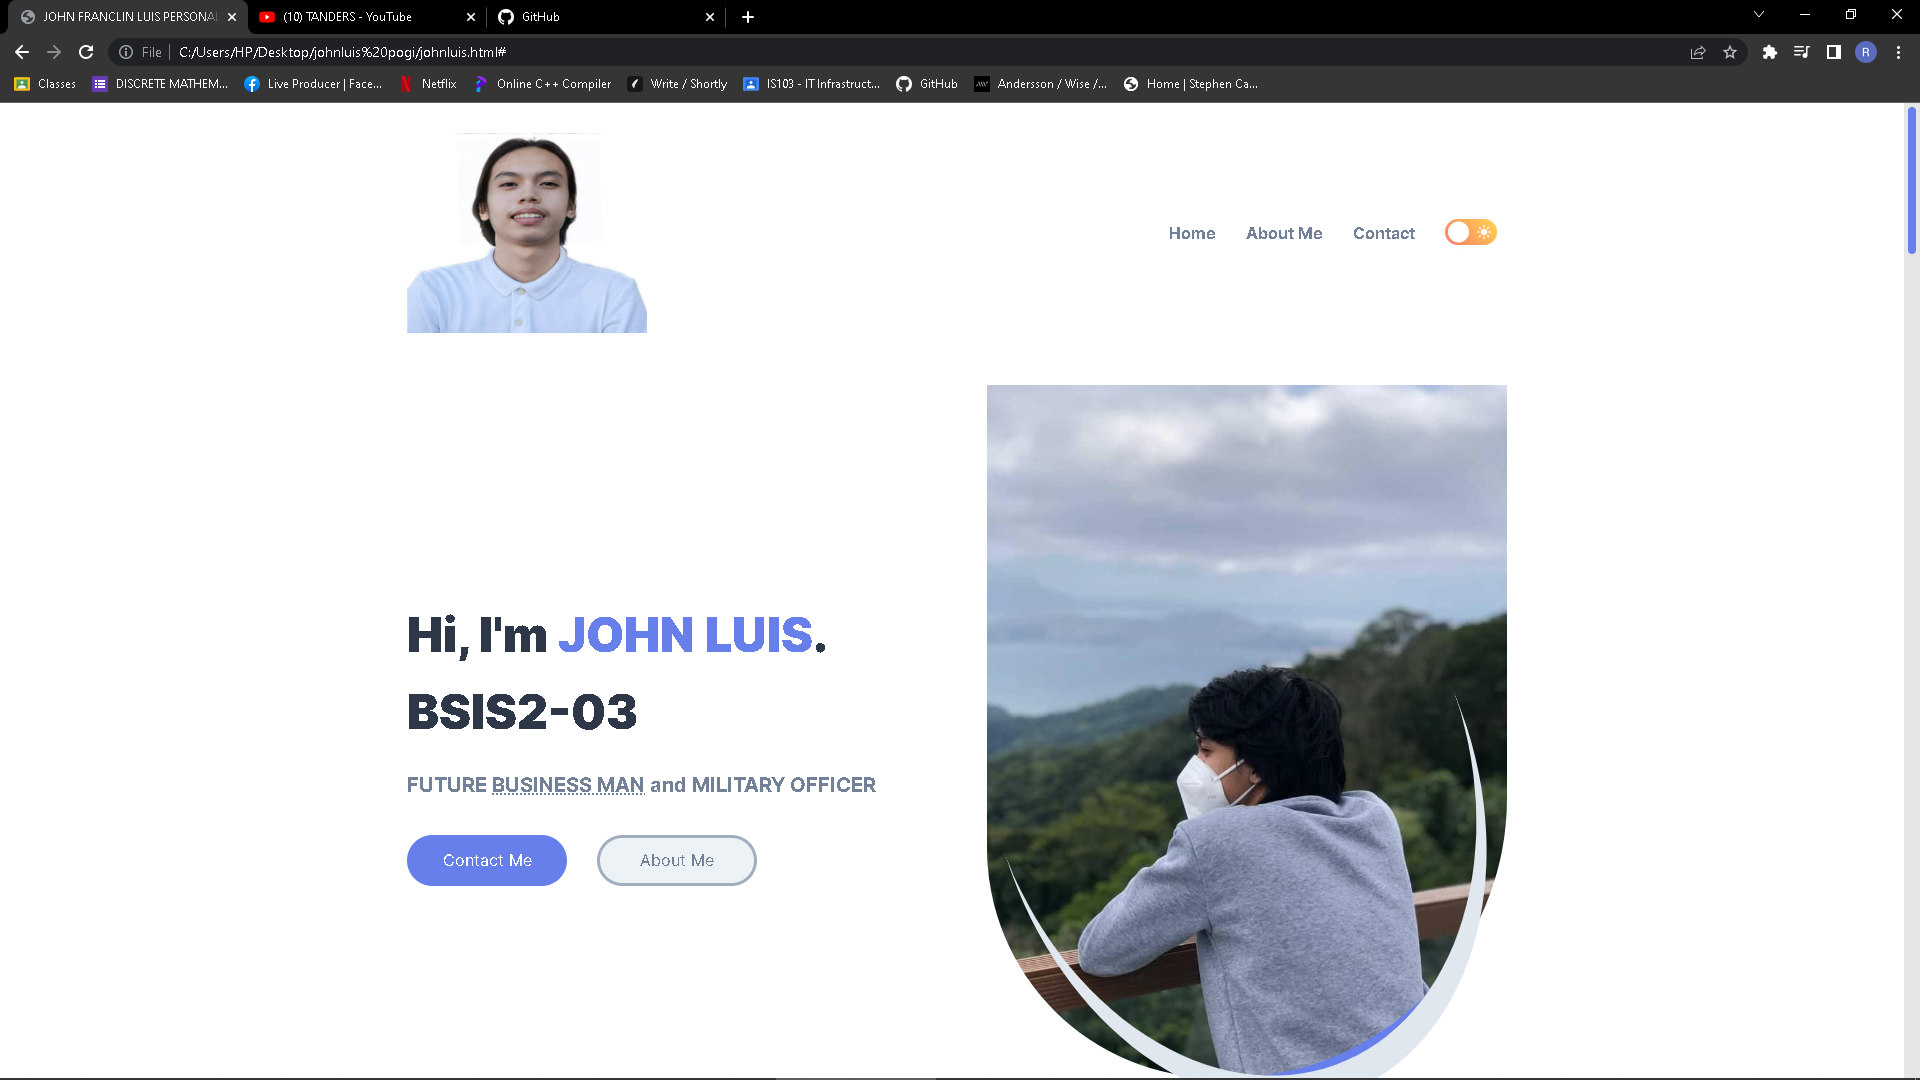 JOHN FRANCLIN LUIS PERSONAL
(10) TANDERS - YouTube
GitHub
File
C:/Users/HP/Desktop/johnluis%20pogi/johnluis.html#
R
Classes
DISCRETE MATHEM...
Live Producer | Face...
Netflix
Online C++ Compiler
Write / Shortly
IS103 - IT Infrastruct...
GitHub
Andersson / Wise /...
Home | Stephen Ca...
Home
About Me
Contact
Hi, I'm JOHN LUIS.
BSIS2-03
FUTURE BUSINESS MAN and MILITARY OFFICER
Contact Me
About Me